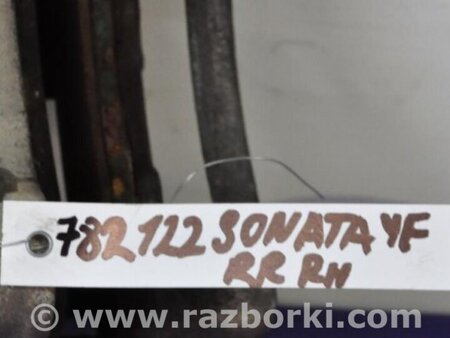 782122 SONATA YF
RR RH
www.razborki.com